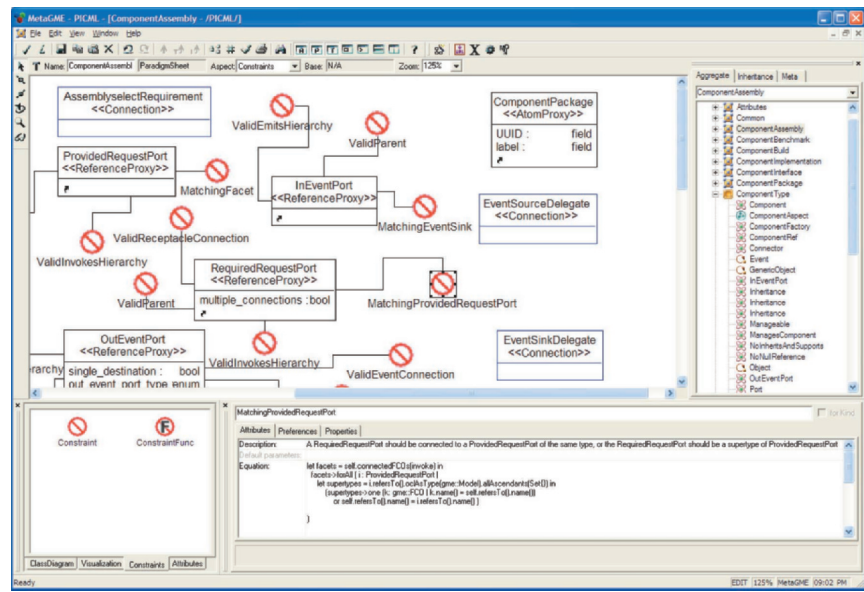 MetaGME - PICML - [ComponentAssembly - /PICML/]
File Edit View Window Help
Name: ComponentAssembl ParadigmSheet Aspect: Constraints Base: N/A Zoom: 125%
AssemblyselectRequirement
<<Connection>>
ValidEmitsHierarchy
ValidParent
ComponentPackage
<<AtomProxy>>
UUID : field
label : field
ProvidedRequestPort
<<ReferenceProxy>>
MatchingFacet
InEventPort
<<ReferenceProxy>>
MatchingEventSink
EventSourceDelegate
<<Connection>>
ValidReceptacleConnection
ValidInvokesHierarchy
RequiredRequestPort
<<ReferenceProxy>>
multiple_connections :bool
ValidParent
MatchingProvidedRequestPort
OutEventPort
<<ReferenceProxy>>
single_destination : bool
out_event_port_type enum
erarchy
ValidInvokesHierarchy
ValidEventConnection
EventSinkDelegate
<<Connection>>
Aggregate Inheritance Meta
ComponentAssembly
Attributes
Common
ComponentAssembly
ComponentBenchmark
ComponentBuild
ComponentImplementation
ComponentInterface
ComponentPackage
ComponentType
Component
ComponentAspect
ComponentFactory
ComponentRef
Connector
Event
GenericObject
InEventPort
Inheritance
Inheritance
Inheritance
Manageable
ManagesComponent
NoInheritsAndSupports
NoNullReference
Object
OutEventPort
Port
Constraint
ConstraintFunc
ClassDiagram Visualization Constraints Attributes
MatchingProvidedRequestPort
for Kind
Attributes Preferences Properties
Description: A RequiredRequestPort should be connected to a ProvidedRequestPort of the same type, or the RequiredRequestPort should be a supertype of ProvidedRequestPort
Default parameters:
Equation: let facets = self.connectedFCOs(invoke) in
facets->forAll ( i : ProvidedRequestPort |
let supertypes = i.refersTo().oclAsType(gme::Model).allAscendants(Set{}) in
(supertypes->one (k: gme::FCO | k.name() = self.refersTo().name())
or self.refersTo().name() = i.refersTo().name() )
)
Ready
EDIT 125% MetaGME 09:02 PM